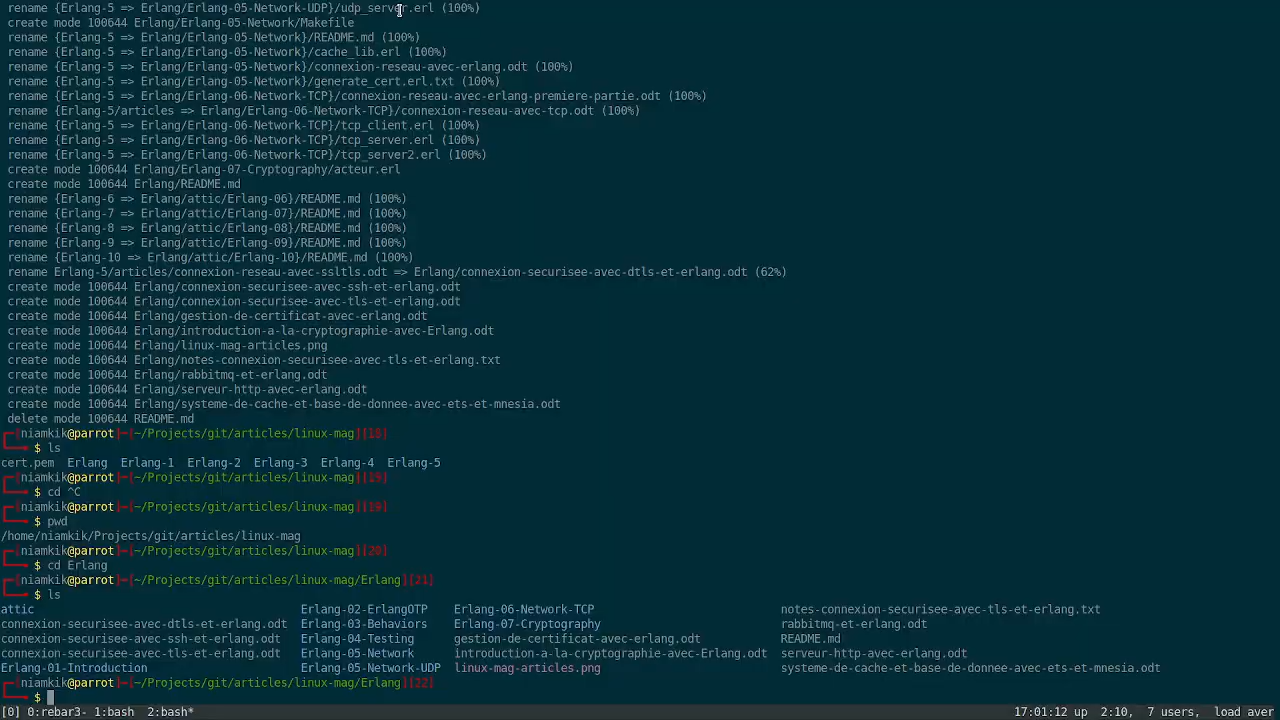 rename {Erlang-5 => Erlang/Erlang-05-Network-UDP}/udp_server.erl (100%)
create mode 100644 Erlang/Erlang-05-Network/Makefile
rename {Erlang-5 => Erlang/Erlang-05-Network}/README.md (100%)
rename {Erlang-5 => Erlang/Erlang-05-Network}/cache_lib.erl (100%)
rename {Erlang-5 => Erlang/Erlang-05-Network}/connexion-reseau-avec-erlang.odt (100%)
rename {Erlang-5 => Erlang/Erlang-05-Network}/generate_cert.erl.txt (100%)
rename {Erlang-5 => Erlang/Erlang-06-Network-TCP}/connexion-reseau-avec-erlang-premiere-partie.odt (100%)
rename {Erlang-5/articles => Erlang/Erlang-06-Network-TCP}/connexion-reseau-avec-tcp.odt (100%)
rename {Erlang-5 => Erlang/Erlang-06-Network-TCP}/tcp_client.erl (100%)
rename {Erlang-5 => Erlang/Erlang-06-Network-TCP}/tcp_server.erl (100%)
rename {Erlang-5 => Erlang/Erlang-06-Network-TCP}/tcp_server2.erl (100%)
create mode 100644 Erlang/Erlang-07-Cryptography/acteur.erl
create mode 100644 Erlang/README.md
rename {Erlang-6 => Erlang/attic/Erlang-06}/README.md (100%)
rename {Erlang-7 => Erlang/attic/Erlang-07}/README.md (100%)
rename {Erlang-8 => Erlang/attic/Erlang-08}/README.md (100%)
rename {Erlang-9 => Erlang/attic/Erlang-09}/README.md (100%)
rename {Erlang-10 => Erlang/attic/Erlang-10}/README.md (100%)
rename Erlang-5/articles/connexion-reseau-avec-ssltls.odt => Erlang/connexion-securisee-avec-dtls-et-erlang.odt (62%)
create mode 100644 Erlang/connexion-securisee-avec-ssh-et-erlang.odt
create mode 100644 Erlang/connexion-securisee-avec-tls-et-erlang.odt
create mode 100644 Erlang/gestion-de-certificat-avec-erlang.odt
create mode 100644 Erlang/introduction-a-la-cryptographie-avec-Erlang.odt
create mode 100644 Erlang/linux-mag-articles.png
create mode 100644 Erlang/notes-connexion-securisee-avec-tls-et-erlang.txt
create mode 100644 Erlang/rabbitmq-et-erlang.odt
create mode 100644 Erlang/serveur-http-avec-erlang.odt
create mode 100644 Erlang/systeme-de-cache-et-base-de-donnee-avec-ets-et-mnesia.odt
delete mode 100644 README.md
[niamkik@parrot]─[~/Projects/git/articles/linux-mag][19]
$ ls
cert.pem  Erlang  Erlang-1  Erlang-2  Erlang-3  Erlang-4  Erlang-5
[niamkik@parrot]─[~/Projects/git/articles/linux-mag][19]
$ cd ^C
[niamkik@parrot]─[~/Projects/git/articles/linux-mag][19]
$ pwd
/home/niamkik/Projects/git/articles/linux-mag
[niamkik@parrot]─[~/Projects/git/articles/linux-mag][20]
$ cd Erlang
[niamkik@parrot]─[~/Projects/git/articles/linux-mag/Erlang][21]
$ ls
attic  Erlang-02-ErlangOTP  Erlang-06-Network-TCP  notes-connexion-securisee-avec-tls-et-erlang.txt
connexion-securisee-avec-dtls-et-erlang.odt  Erlang-03-Behaviors  Erlang-07-Cryptography  rabbitmq-et-erlang.odt
connexion-securisee-avec-ssh-et-erlang.odt  Erlang-04-Testing  gestion-de-certificat-avec-erlang.odt  README.md
connexion-securisee-avec-tls-et-erlang.odt  Erlang-05-Network  introduction-a-la-cryptographie-avec-Erlang.odt  serveur-http-avec-erlang.odt
Erlang-01-Introduction  Erlang-05-Network-UDP  linux-mag-articles.png  systeme-de-cache-et-base-de-donnee-avec-ets-et-mnesia.odt
[niamkik@parrot]─[~/Projects/git/articles/linux-mag/Erlang][22]
$
[0] 0:rebar3- 1:bash  2:bash*  17:01:12 up  2:10,  7 users,  load aver